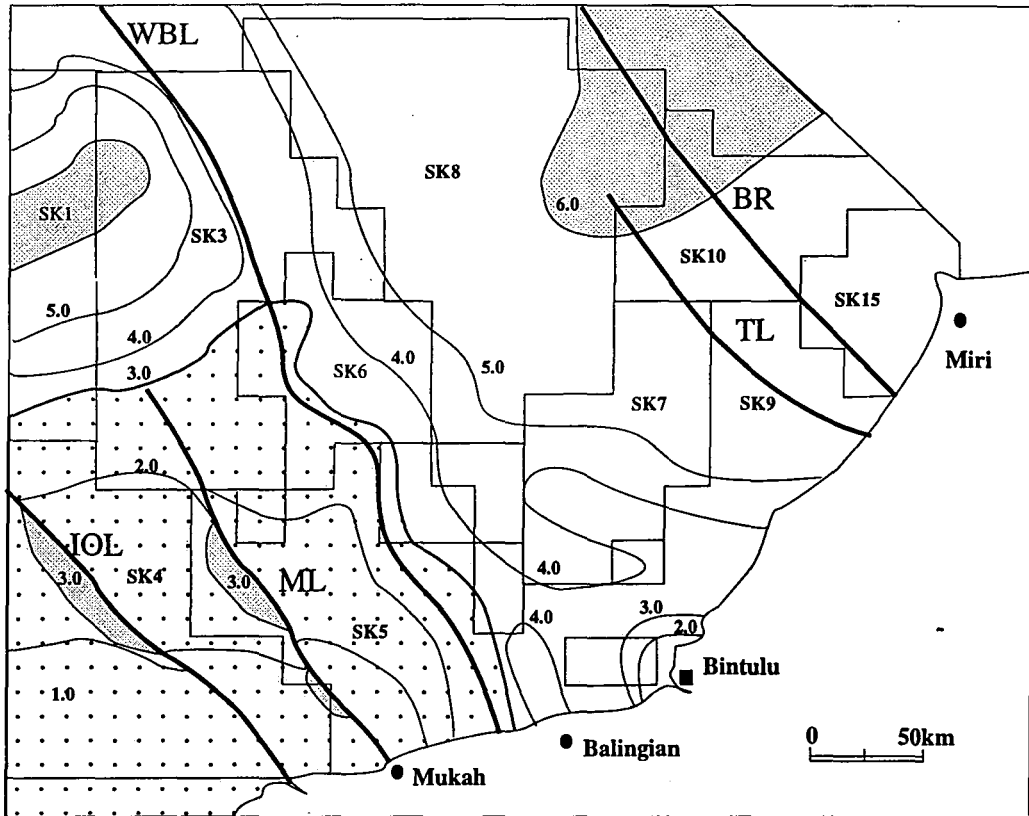 WBL
SK8
SK1
SK3
6.0
BR
SK10
SK15
5.0
4.0
3.0
SK6
4.0
5.0
TL
Miri
SK7
SK9
2.0
IOL
3.0
SK4
3.0
ML
SK5
4.0
4.0
3.0
2.0
1.0
Bintulu
0 50km
Balingian
Mukah